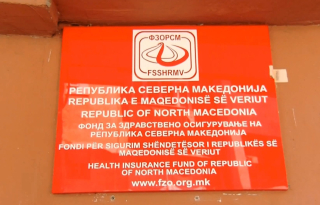 ФЗОРСМ
FSSHRMV
РЕПУБЛИКА СЕВЕРНА МАКЕДОНИЈА
REPUBLIKA E MAQEDONISË SË VERIUT
REPUBLIC OF NORTH MACEDONIA
ФОНД ЗА ЗДРАВСТВЕНО ОСИГУРУВАЊЕ НА
РЕПУБЛИКА СЕВЕРНА МАКЕДОНИЈА
FONDI PËR SIGURIM SHËNDETËSOR I REPUBLIKËS SË
MAQEDONISË SË VERIUT
HEALTH INSURANCE FUND OF REPUBLIC
OF NORTH MACEDONIA
www.fzo.org.mk